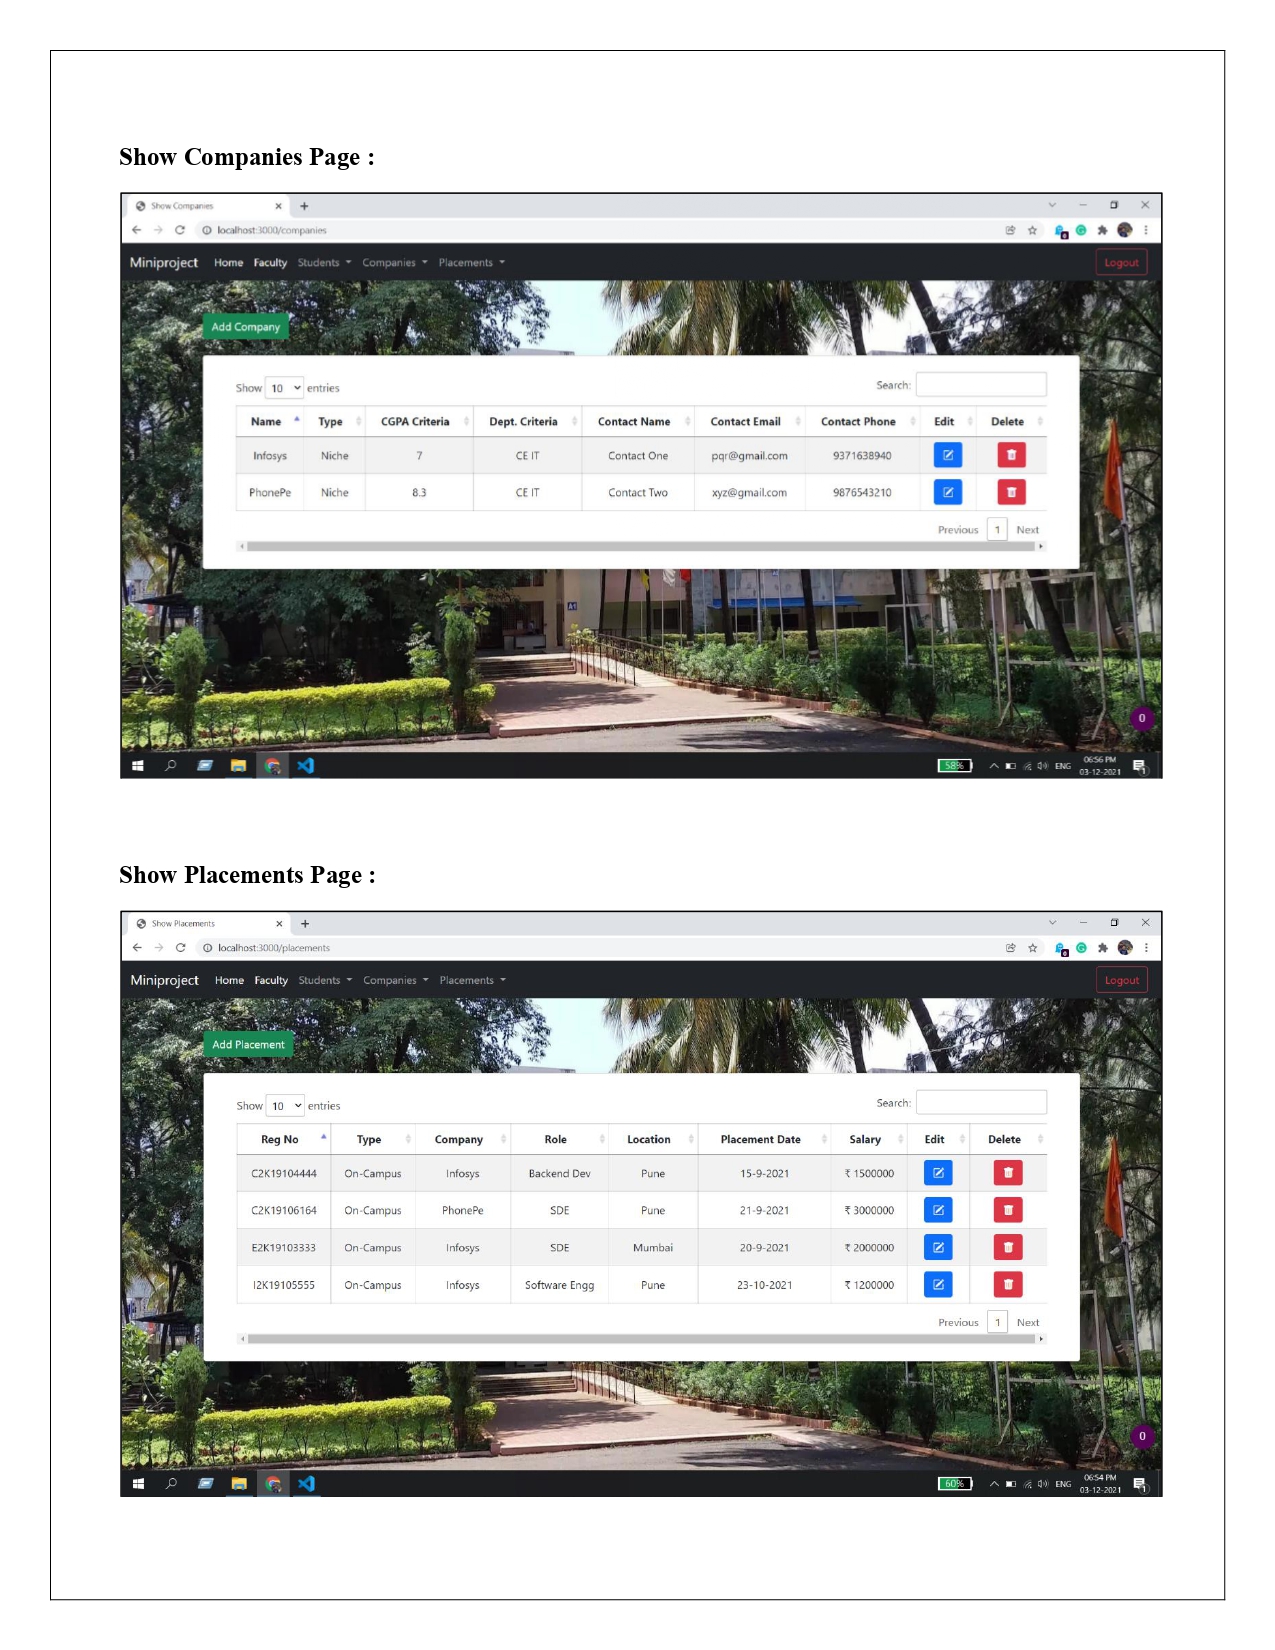 Show Companies Page :
Show Companies
localhost:3000/companies
Miniproject Home Faculty Students Companies Placements Logout
Add Company
Show 10 entries Search:
Name Type CGPA Criteria Dept. Criteria Contact Name Contact Email Contact Phone Edit Delete
Infosys Niche 7 CE IT Contact One pqr@gmail.com 9371638940
PhonePe Niche 8.3 CE IT Contact Two xyz@gmail.com 9876543210
Previous 1 Next
A1
0
58% ENG 06:56 PM
03-12-2021 1
Show Placements Page :
Show Placements
localhost:3000/placements
Miniproject Home Faculty Students Companies Placements Logout
Add Placement
Show 10 entries Search:
Reg No Type Company Role Location Placement Date Salary Edit Delete
C2K19104444 On-Campus Infosys Backend Dev Pune 15-9-2021 ₹ 1500000
C2K19106164 On-Campus PhonePe SDE Pune 21-9-2021 ₹ 3000000
E2K19103333 On-Campus Infosys SDE Mumbai 20-9-2021 ₹ 2000000
I2K19105555 On-Campus Infosys Software Engg Pune 23-10-2021 ₹ 1200000
Previous 1 Next
0
60% ENG 06:54 PM
03-12-2021 1